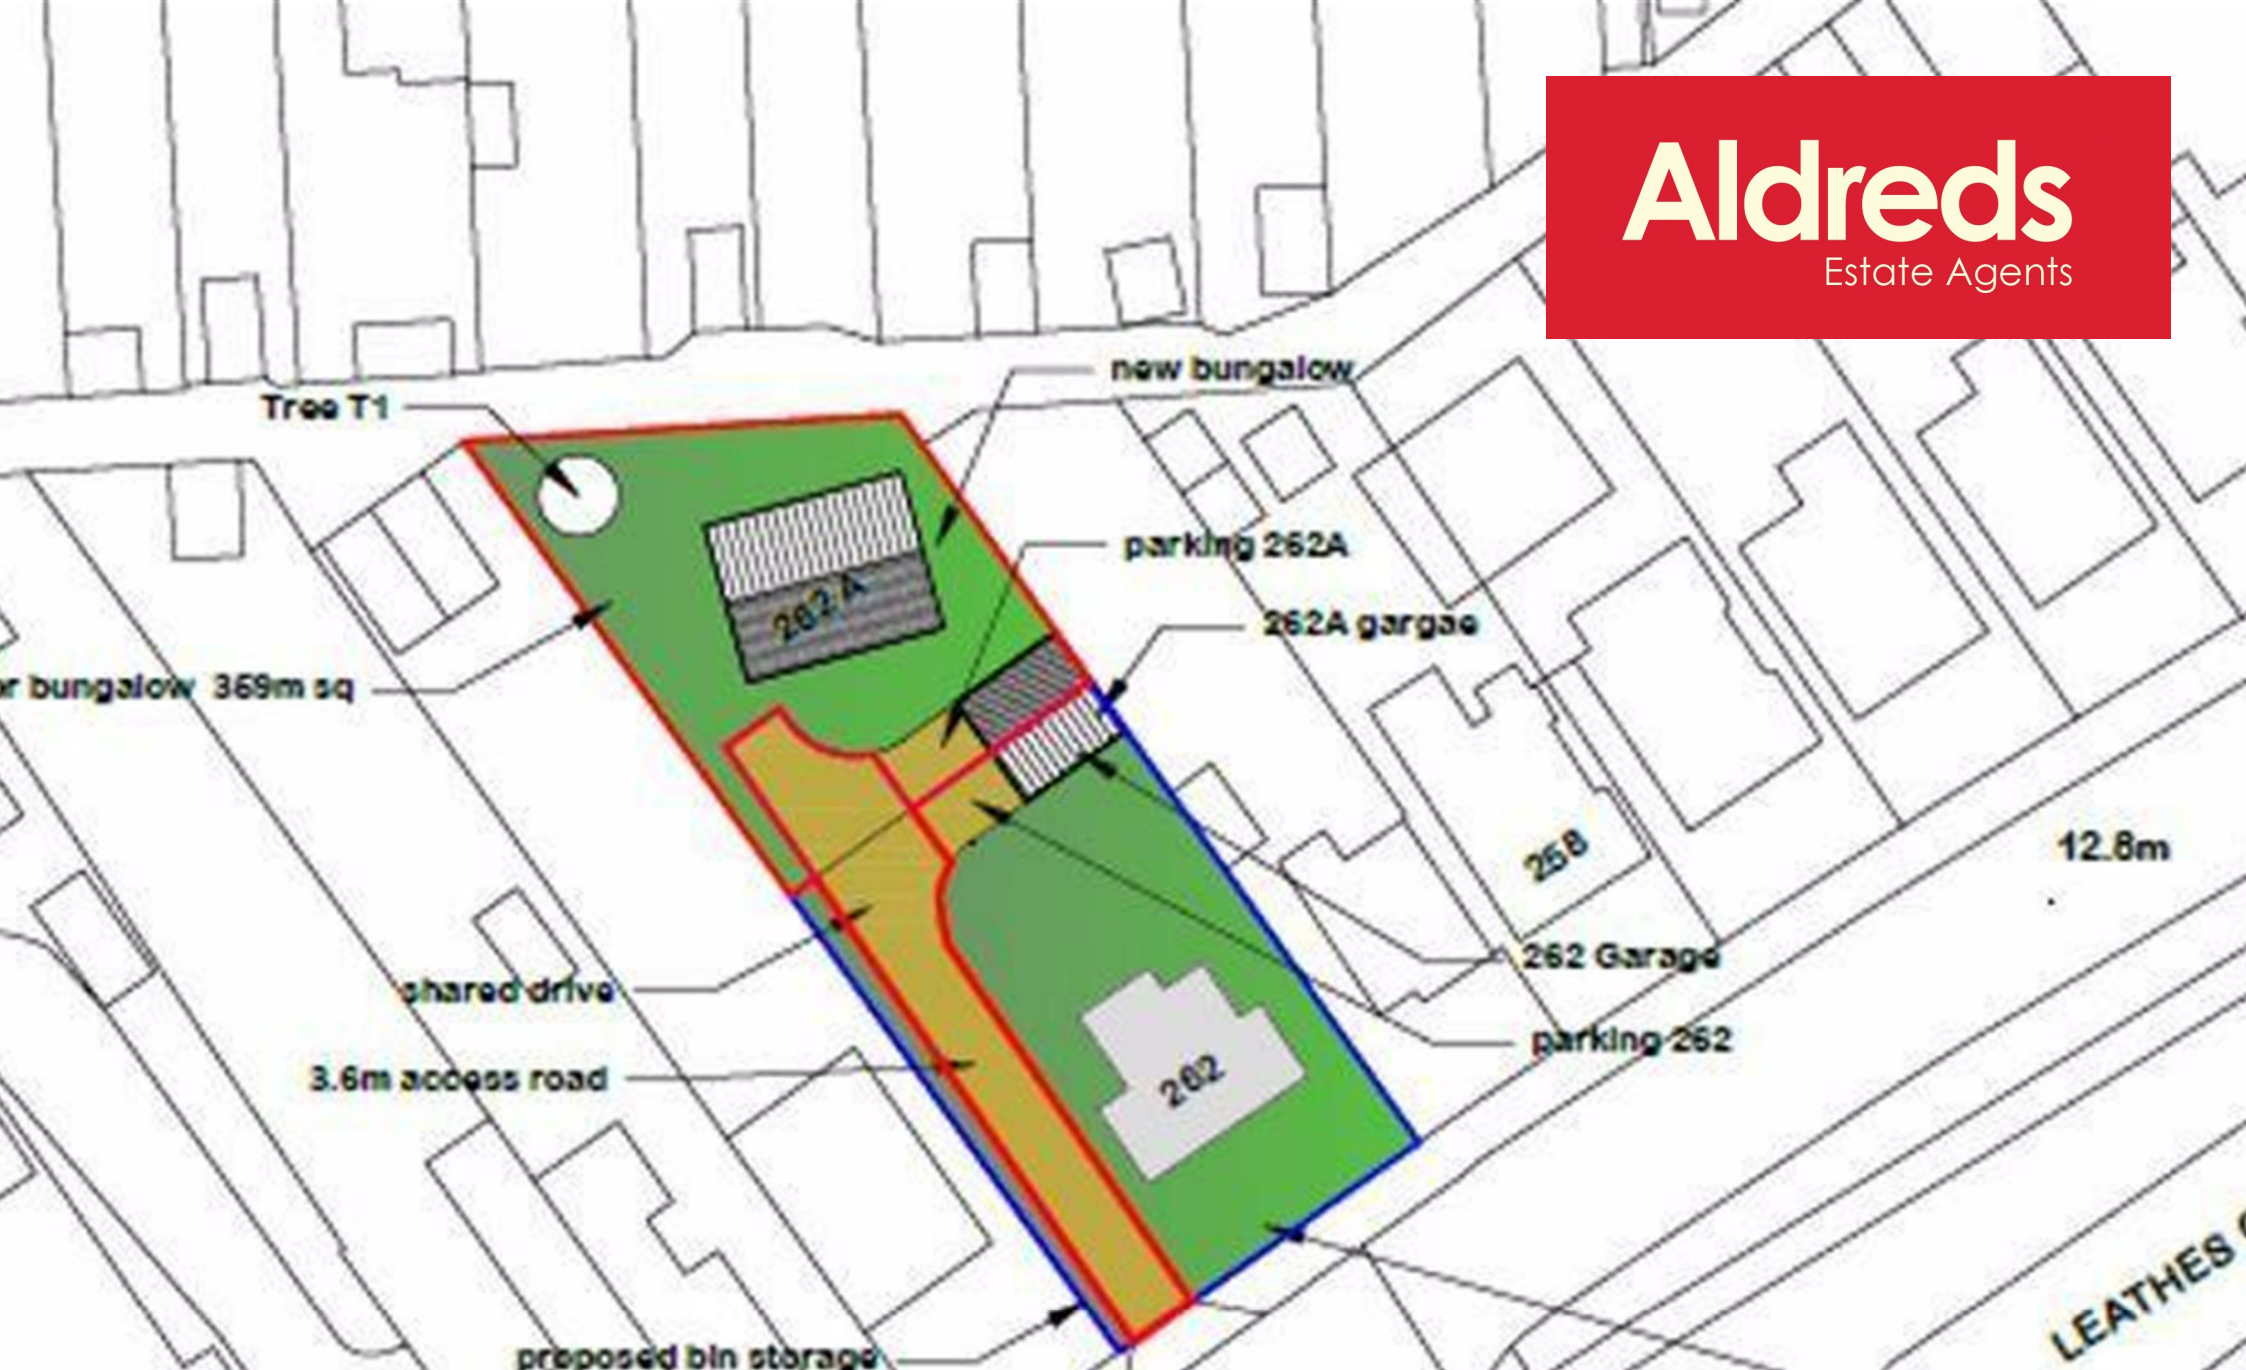 Aldreds
Estate Agents
new bungalow
Tree T1
parking 262A
262A
262A gargae
bungalow 369m sq
258
12.8m
262 Garage
shared drive
parking 262
3.6m access road
262
LEATHES
proposed bin storage